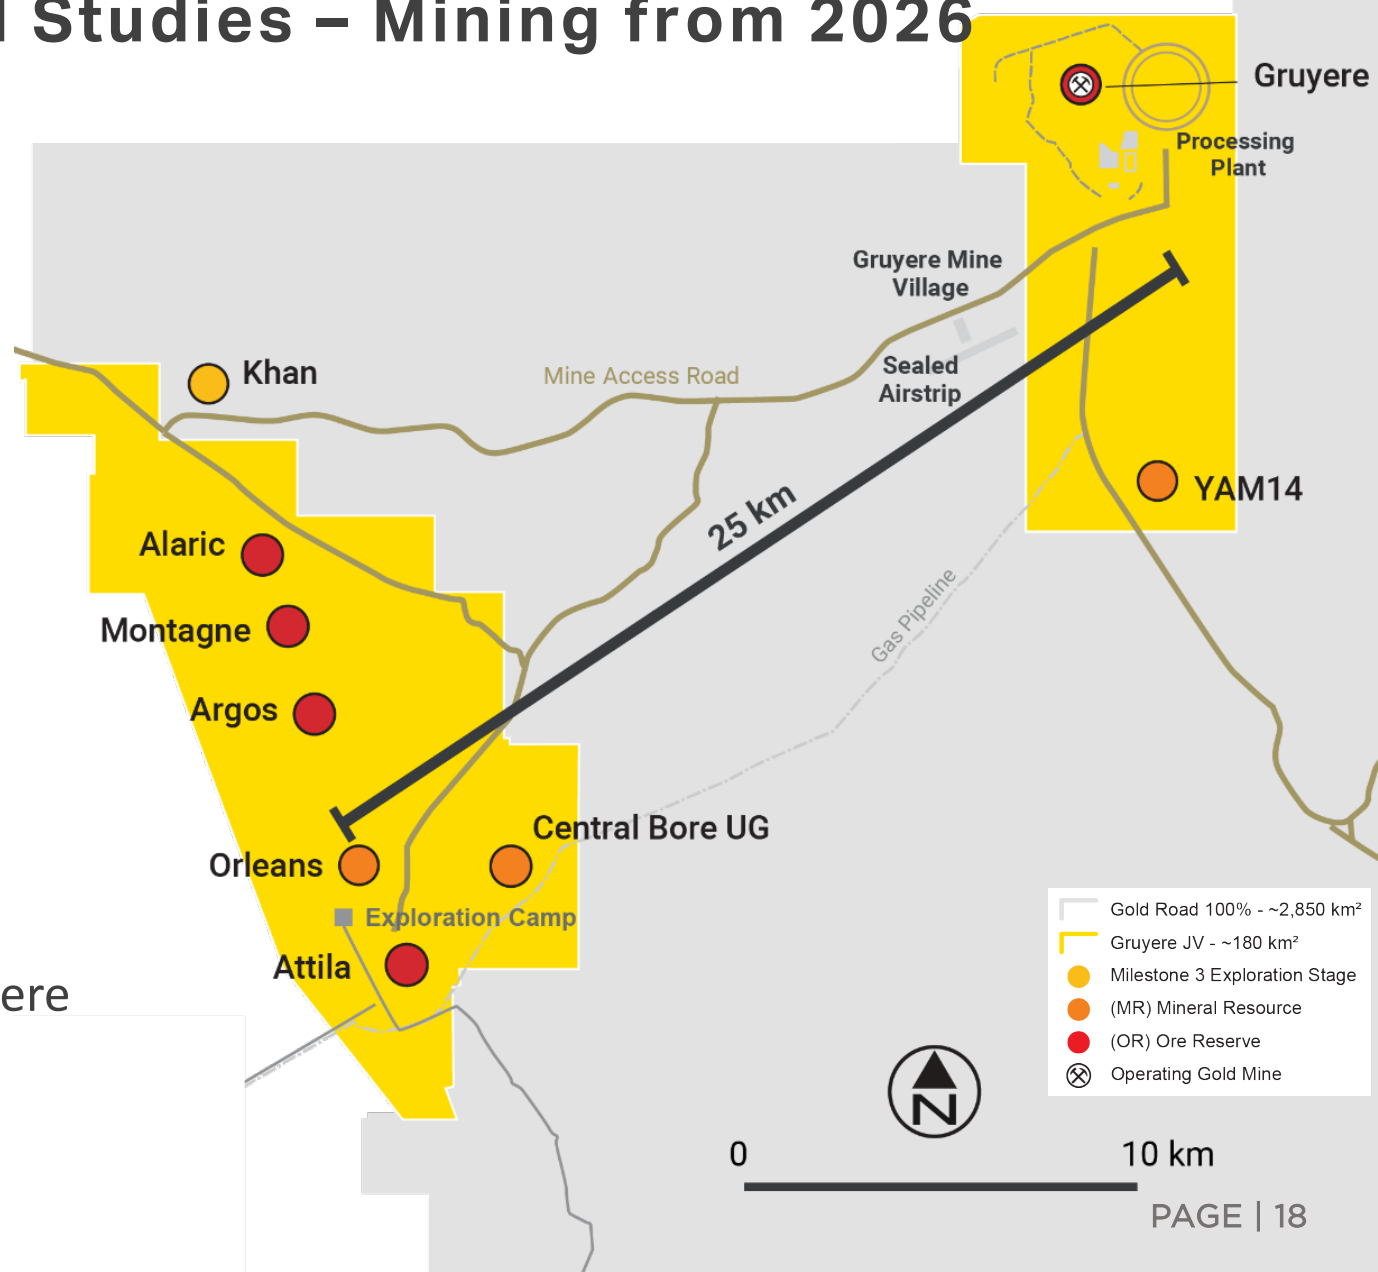 Studies – Mining from 2026
Gruyere
Processing
Plant
Gruyere Mine
Village
Sealed
Airstrip
Khan
Mine Access Road
25 km
YAM14
Alaric
Montagne
Argos
Gas Pipeline
Central Bore UG
Orleans
Exploration Camp
Attila
ere
Gold Road 100% - ~2,850 km²
Gruyere JV - ~180 km²
Milestone 3 Exploration Stage
(MR) Mineral Resource
(OR) Ore Reserve
Operating Gold Mine
N
0
10 km
PAGE | 18